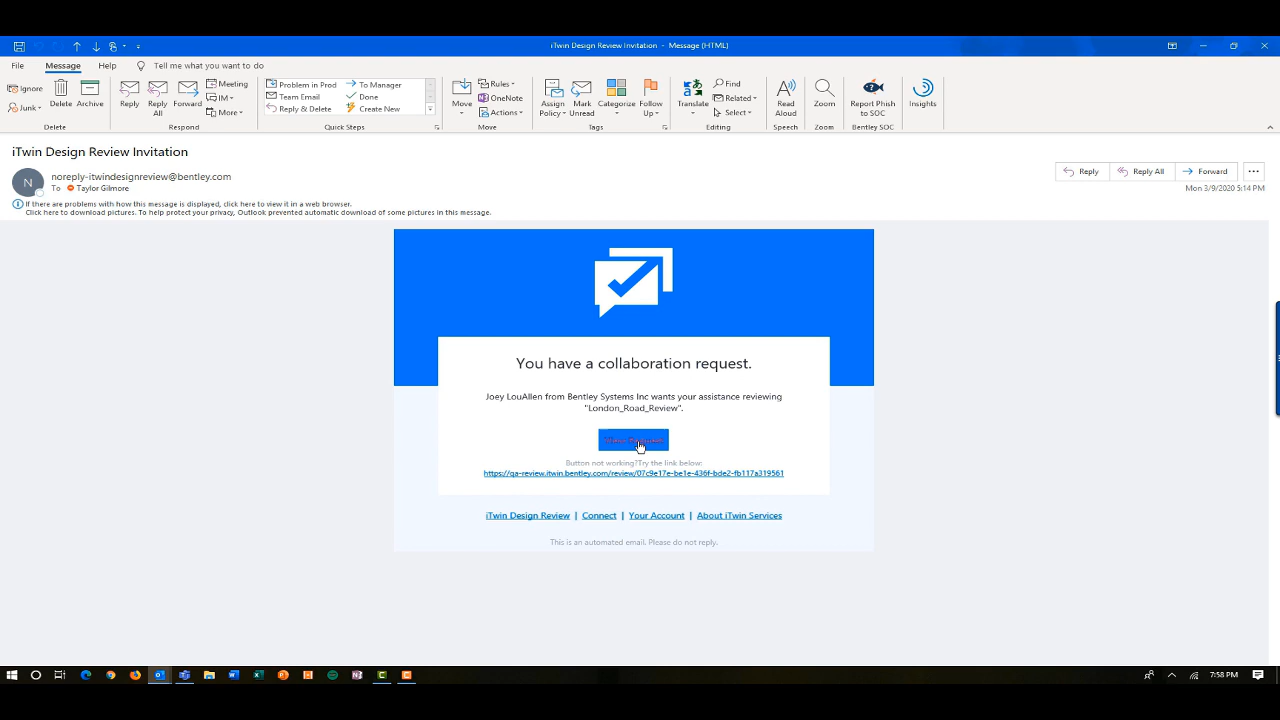 iTwin Design Review Invitation - Message (HTML)
File Message Help Tell me what you want to do
Ignore
Junk
Delete
Archive
Delete
Reply
Reply All
Forward
Meeting
IM
More
Respond
Problem in Prod
Team Email
Reply & Delete
To Manager
Done
Create New
Quick Steps
Move
Rules
OneNote
Actions
Move
Assign Policy
Mark Unread
Categorize
Follow Up
Tags
Translate
Find
Related
Select
Editing
Read Aloud
Speech
Zoom
Zoom
Report Phish to SOC
Bentley SOC
Insights
iTwin Design Review Invitation
N
noreply-itwindesignreview@bentley.com
To Taylor Gilmore
Reply Reply All Forward
Mon 3/9/2020 5:14 PM
If there are problems with how this message is displayed, click here to view it in a web browser.
Click here to download pictures. To help protect your privacy, Outlook prevented automatic download of some pictures in this message.
You have a collaboration request.
Joey LouAllen from Bentley Systems Inc wants your assistance reviewing
"London_Road_Review".
Button not working?Try the link below:
https://qa-review.itwin.bentley.com/review/07c9e17e-be1e-436f-bde2-fb117a319561
iTwin Design Review | Connect | Your Account | About iTwin Services
This is an automated email. Please do not reply.
7:58 PM